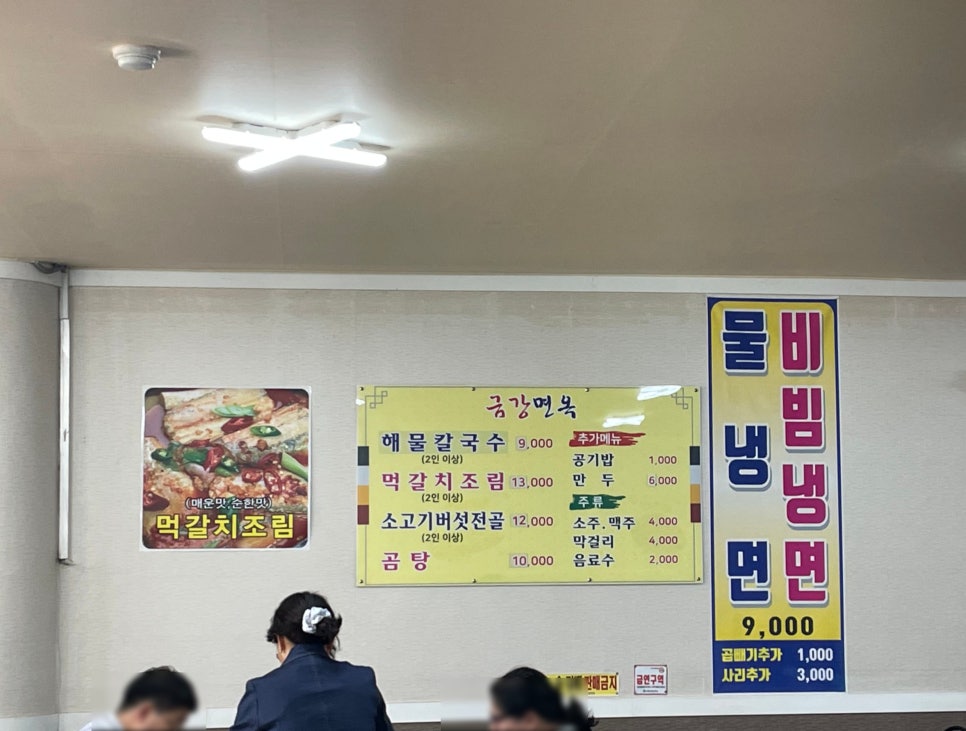 (매운맛,순한맛)
먹갈치조림
금강면옥
해물칼국수 9,000
(2인 이상)
먹갈치조림 13,000
(2인 이상)
소고기버섯전골 12,000
(2인 이상)
곰탕 10,000
추가메뉴
공기밥 1,000
만두 6,000
주류
소주.맥주 4,000
막걸리 4,000
음료수 2,000
물냉면
비빔냉면
9,000
곱빼기추가 1,000
사리추가 3,000
판매금지
금연구역